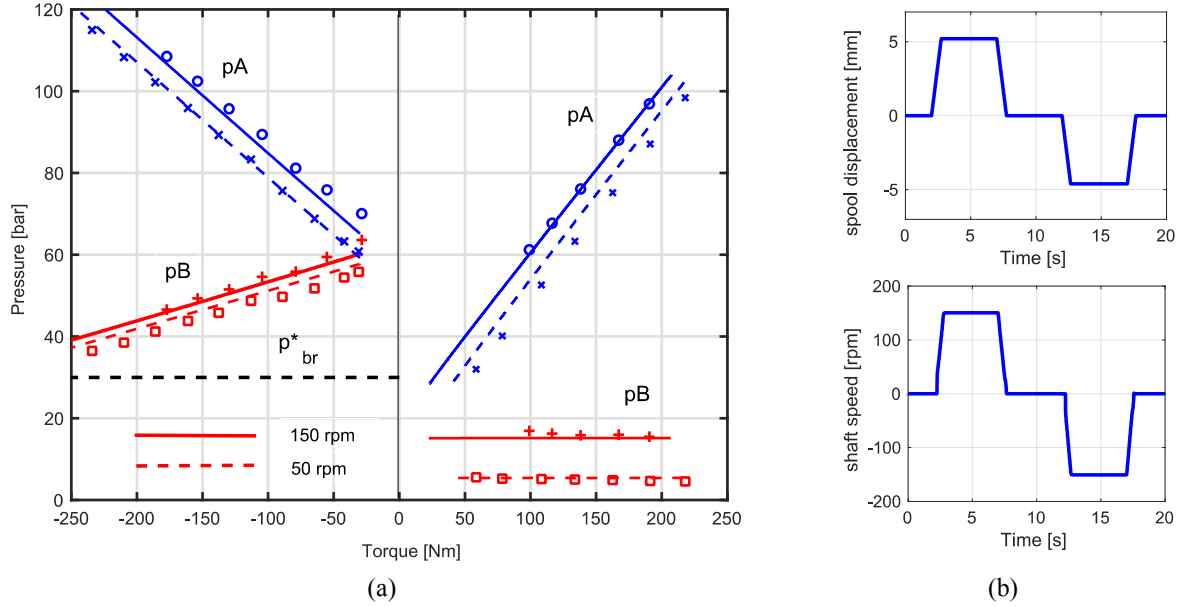 120
100
80
60
40
20
0
Pressure [bar]
pA
pA
pB
p*br
pB
150 rpm
50 rpm
-250 -200 -150 -100 -50 0 50 100 150 200 250
Torque [Nm]
(a)
5
0
-5
spool displacement [mm]
0 5 10 15 20
Time [s]
200
100
0
-100
-200
shaft speed [rpm]
0 5 10 15 20
Time [s]
(b)